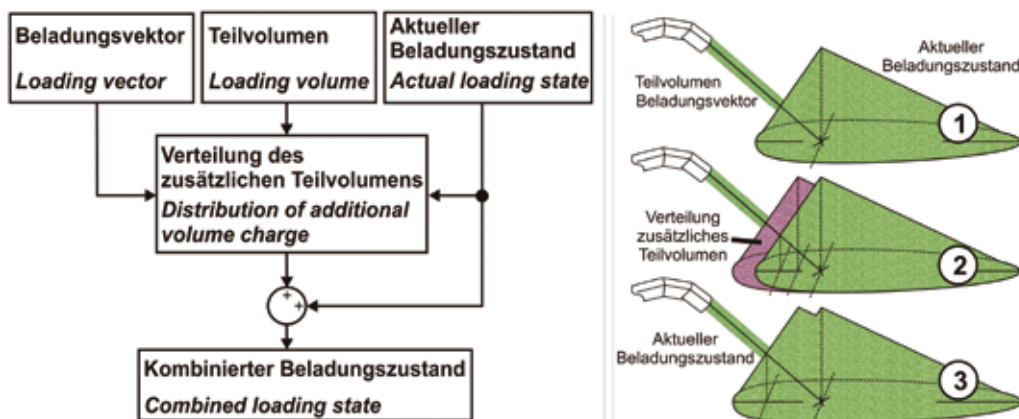 Beladungsvektor
Loading vector
Teilvolumen
Loading volume
Aktueller
Beladungszustand
Actual loading state
Verteilung des
zusätzlichen Teilvolumens
Distribution of additional
volume charge
+
+
Kombinierter Beladungszustand
Combined loading state
Aktueller
Beladungszustand
Teilvolumen
Beladungsvektor
1
Verteilung
zusätzliches
Teilvolumen
2
Aktueller
Beladungszustand
3